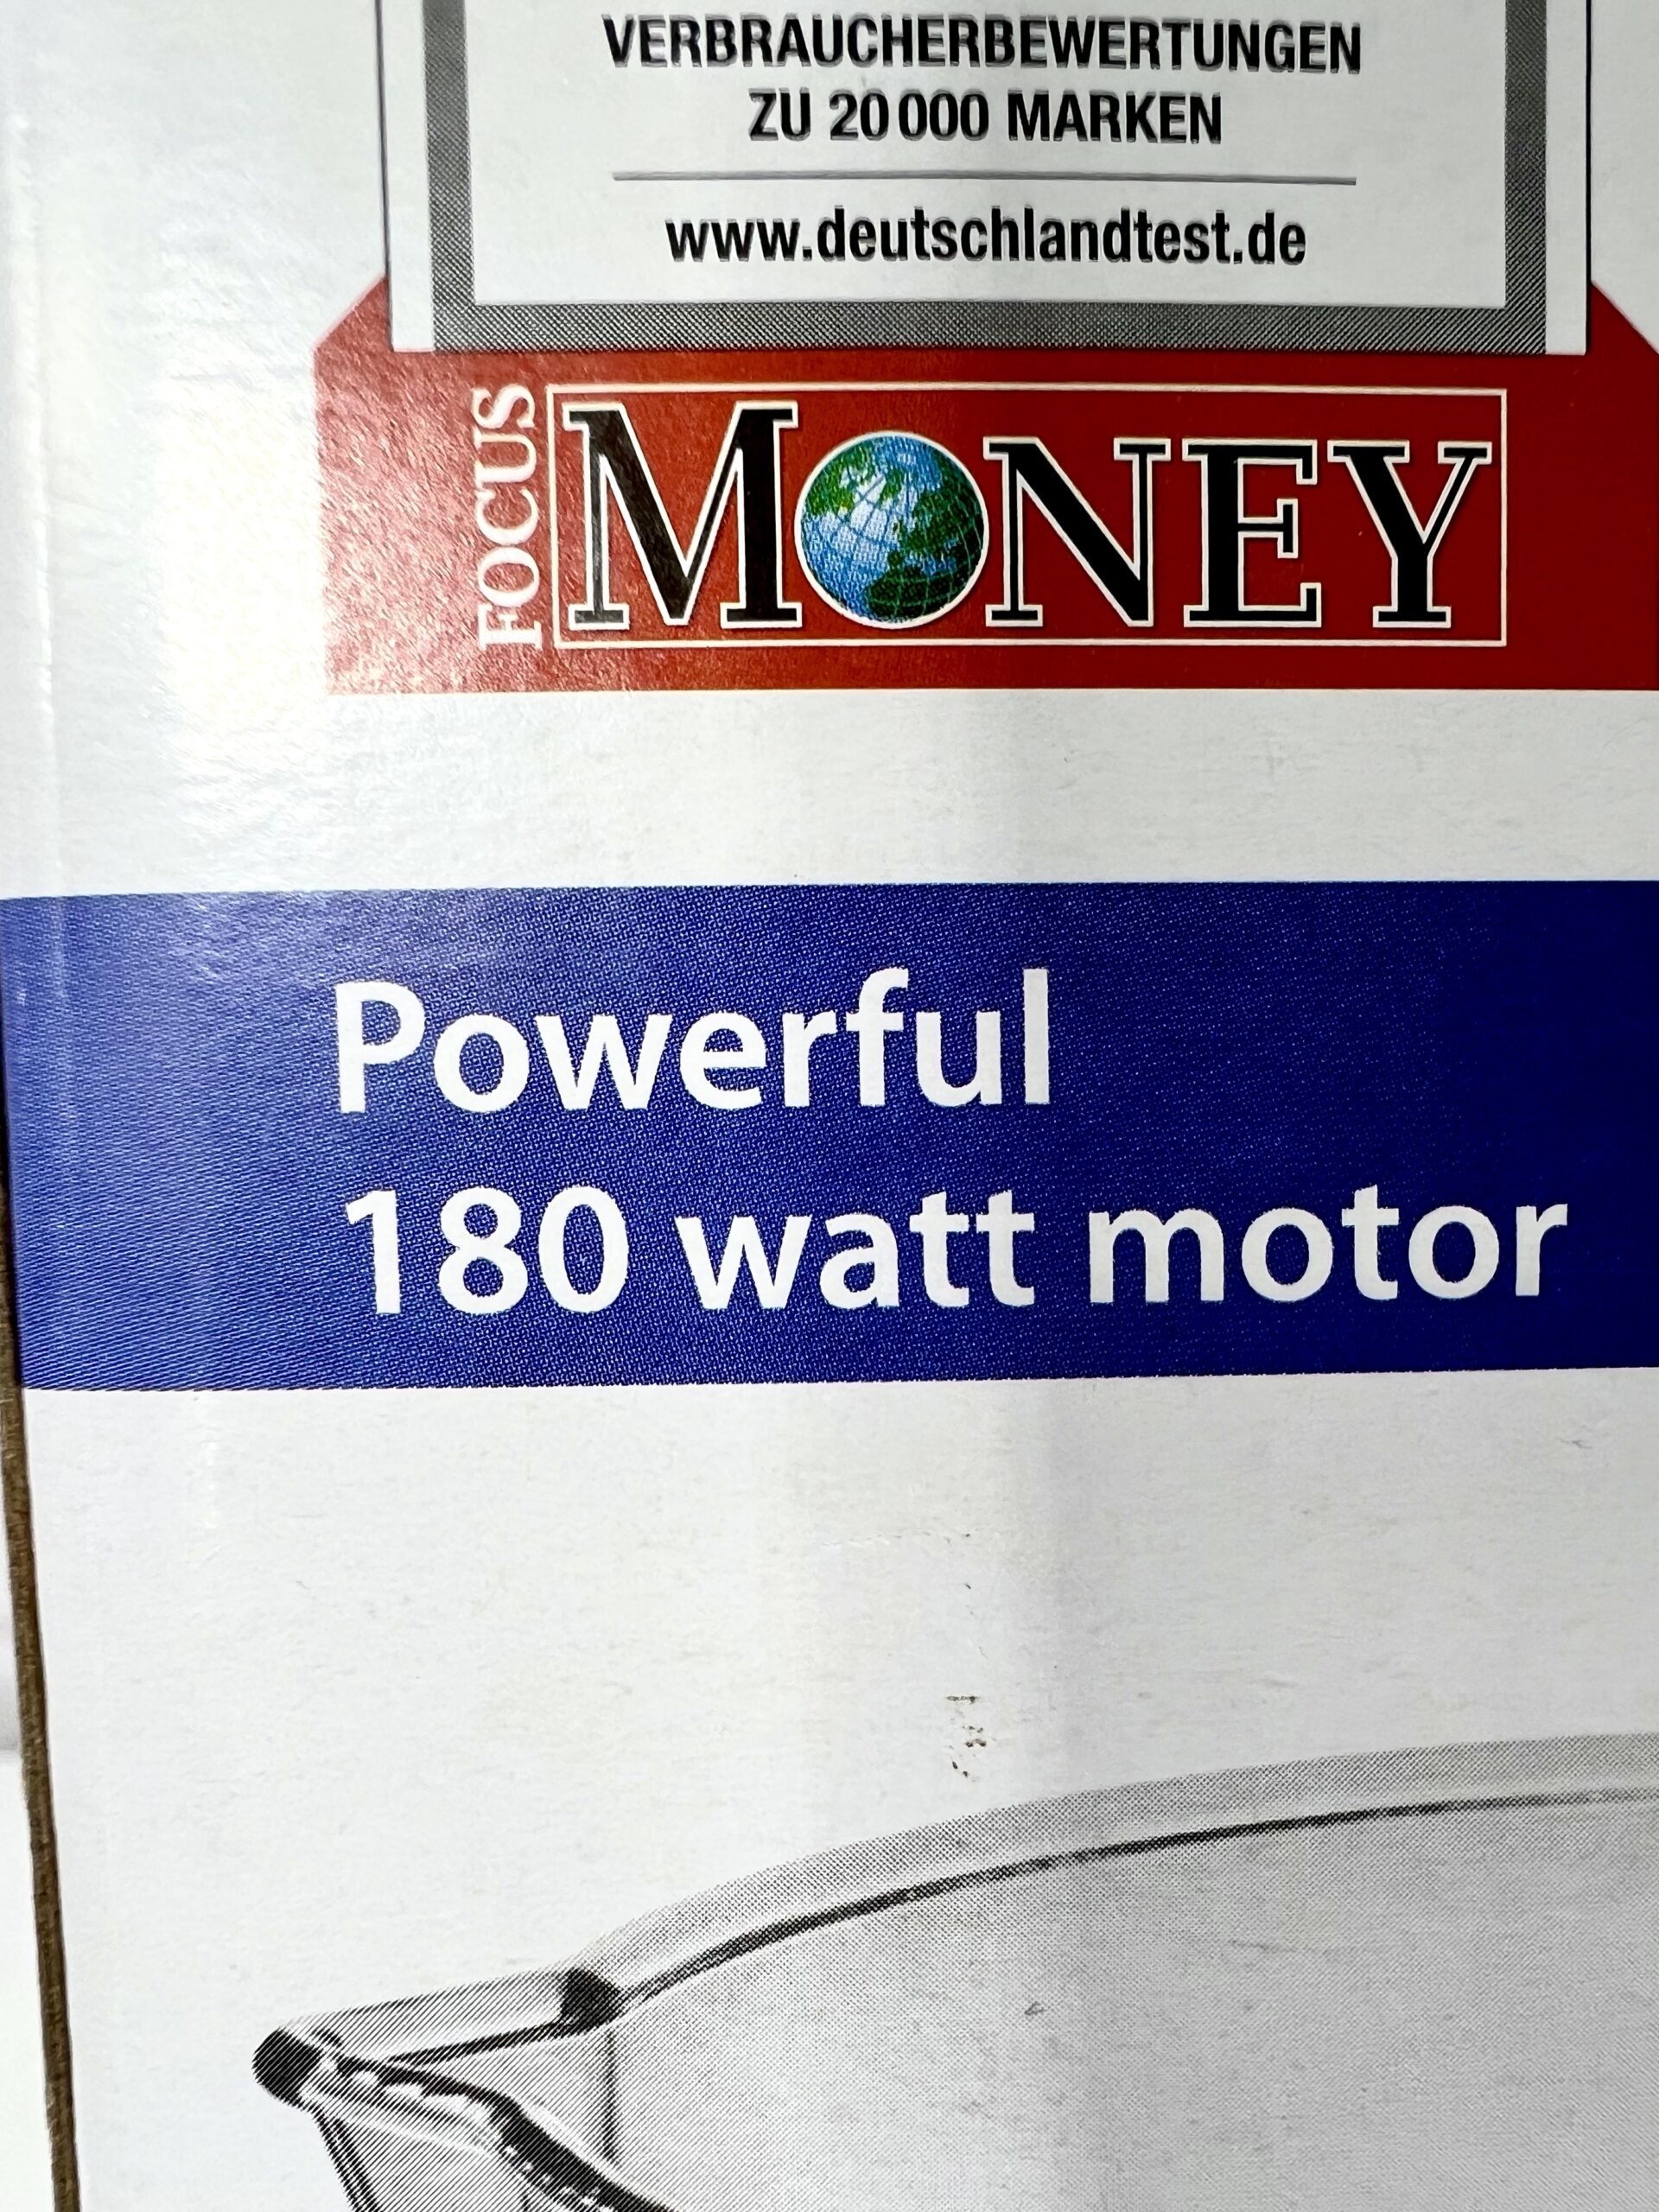 VERBRAUCHERBEWERTUNGEN
ZU 20 000 MARKEN
www.deutschlandtest.de
FOCUS
MONEY
Powerful
180 watt motor